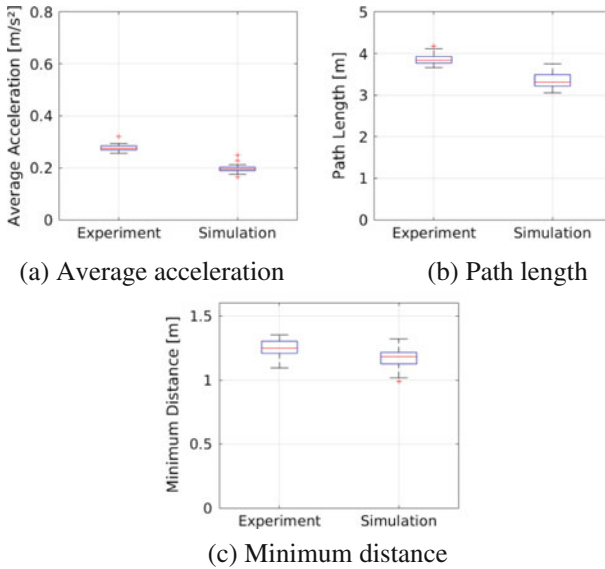 Average Acceleration [m/s²]
0.8
0.6
0.4
0.2
0
Experiment Simulation
(a) Average acceleration
Path Length [m]
5
4
3
2
1
0
Experiment Simulation
(b) Path length
Minimum Distance [m]
1.5
1
0.5
0
Experiment Simulation
(c) Minimum distance